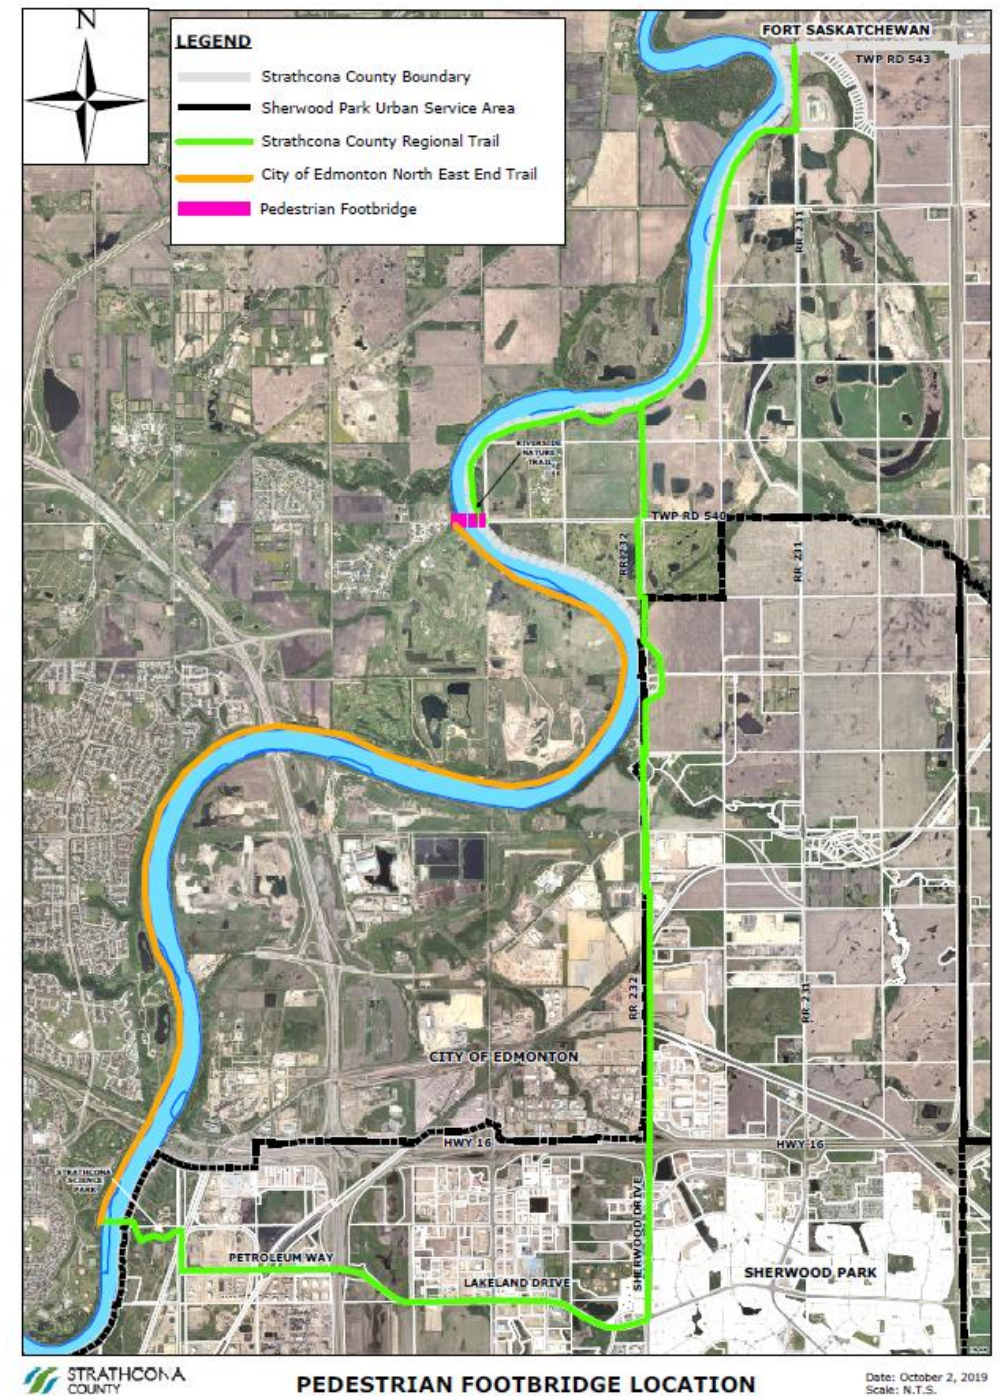 N
LEGEND
Strathcona County Boundary
Sherwood Park Urban Service Area
Strathcona County Regional Trail
City of Edmonton North East End Trail
Pedestrian Footbridge
FORT SASKATCHEWAN
TWP RD 543
RR 231
RIVERSIDE
NATURE
TRAIL
TWP RD 540
RR 232
RR 231
RR 232
RR 231
CITY OF EDMONTON
HWY 16
HWY 16
STRATHCONA
SCIENCE
PARK
SHERWOOD DRIVE
PETROLEUM WAY
LAKELAND DRIVE
SHERWOOD PARK
STRATHCONA
COUNTY
PEDESTRIAN FOOTBRIDGE LOCATION
Date: October 2, 2019
Scale: N.T.S.